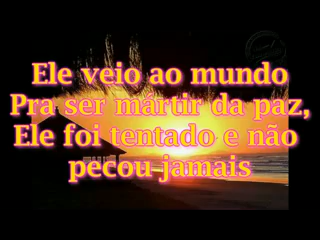 Ele veio ao mundo
Pra ser mártir da paz,
Ele foi tentado e não
pecou jamais